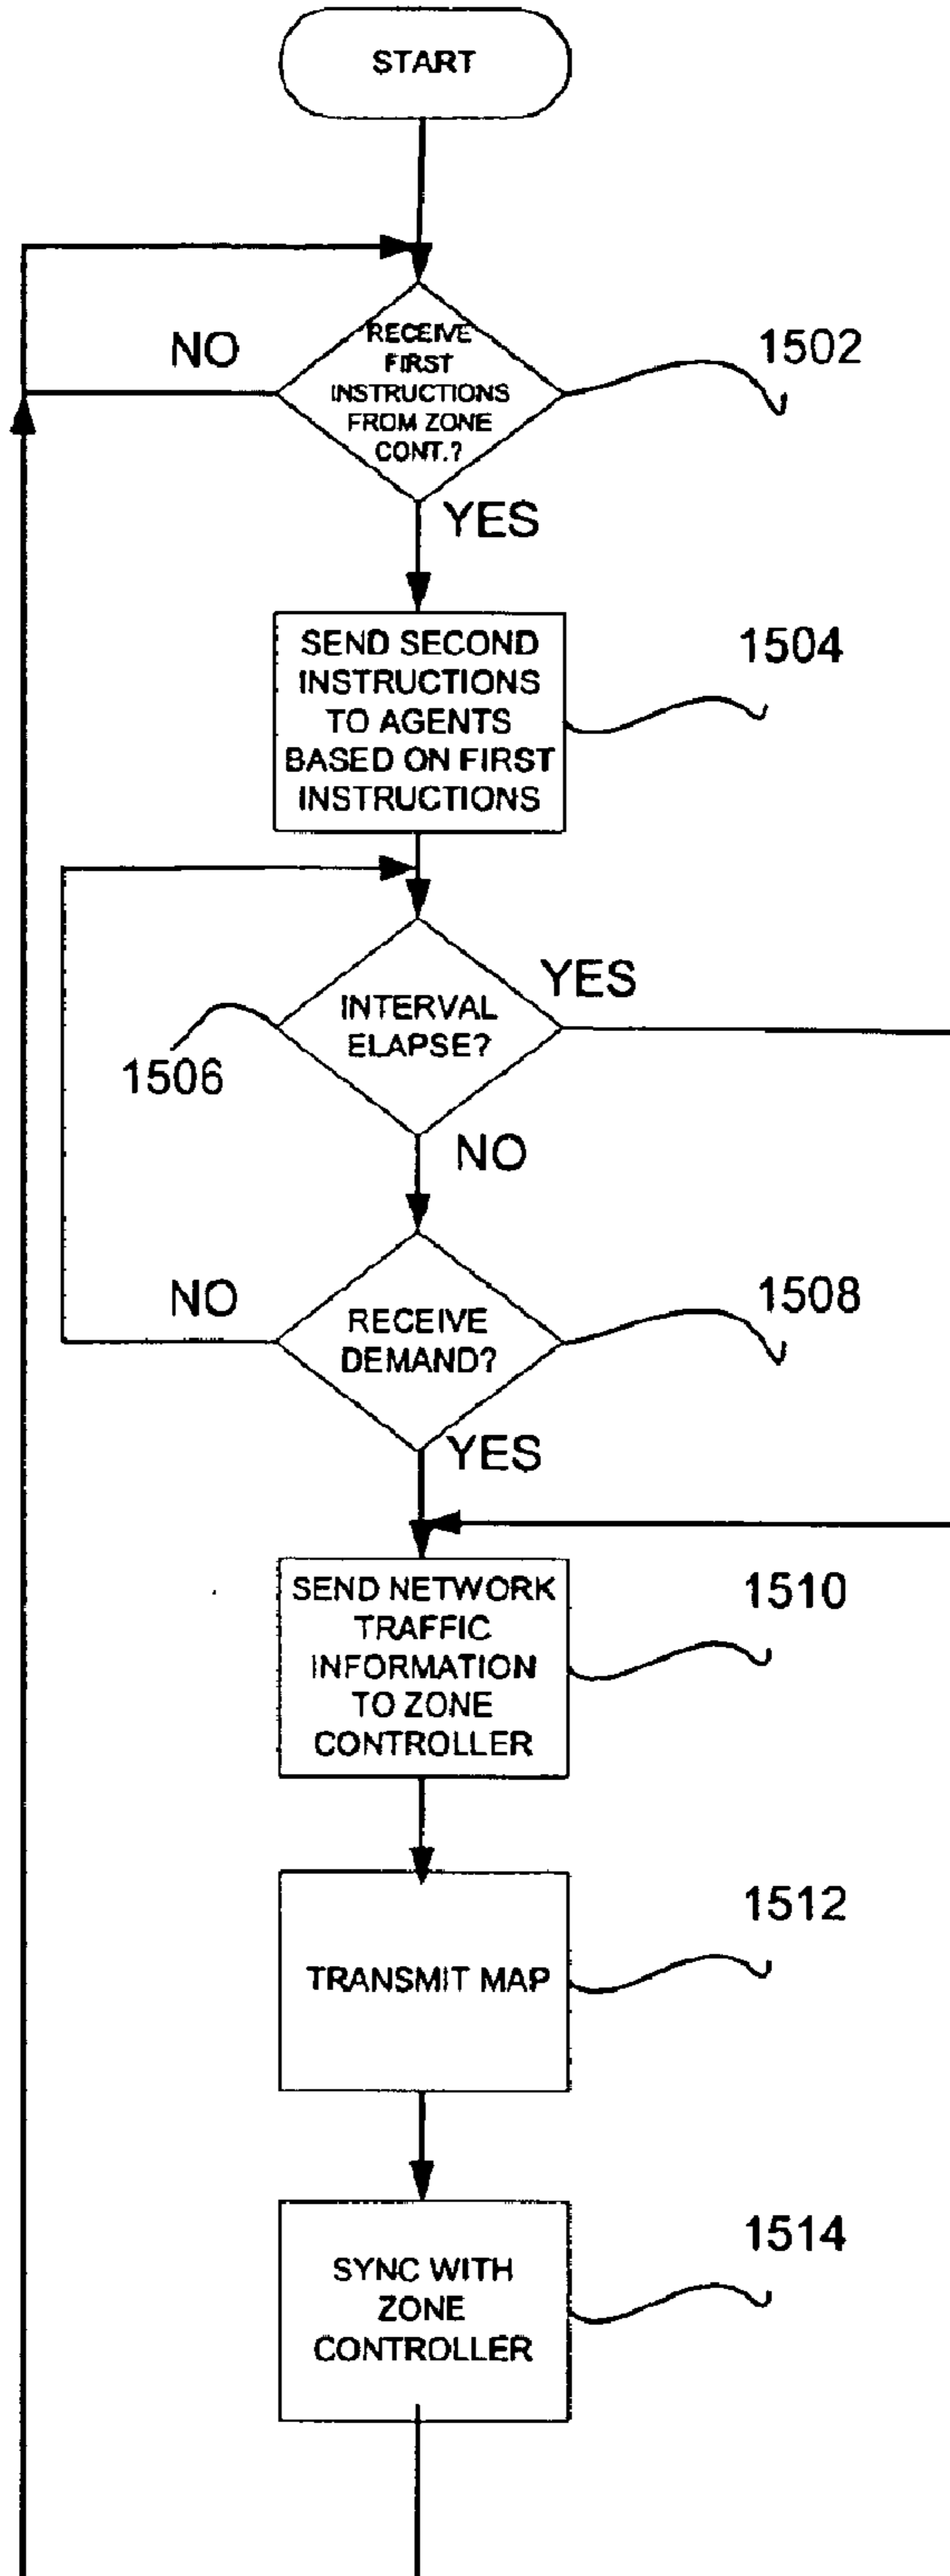 START
NO
RECEIVE
FIRST
INSTRUCTIONS
FROM ZONE
CONT.?
1502
YES
SEND SECOND
INSTRUCTIONS
TO AGENTS
BASED ON FIRST
INSTRUCTIONS
1504
INTERVAL
ELAPSE?
YES
1506
NO
RECEIVE
DEMAND?
NO
1508
YES
SEND NETWORK
TRAFFIC
INFORMATION
TO ZONE
CONTROLLER
1510
TRANSMIT MAP
1512
SYNC WITH
ZONE
CONTROLLER
1514